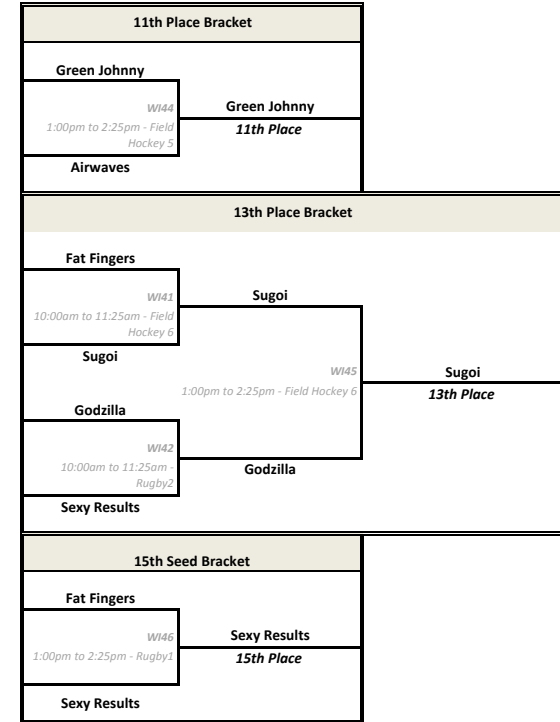 11th Place Bracket
Green Johnny
WI44
1:00pm to 2:25pm - Field
Hockey 5
Airwaves
Green Johnny
11th Place
13th Place Bracket
Fat Fingers
WI41
10:00am to 11:25am - Field
Hockey 6
Sugoi
Godzilla
WI42
10:00am to 11:25am -
Rugby2
Sexy Results
Sugoi
WI45
1:00pm to 2:25pm - Field Hockey 6
Godzilla
Sugoi
13th Place
15th Seed Bracket
Fat Fingers
WI46
1:00pm to 2:25pm - Rugby1
Sexy Results
Sexy Results
15th Place